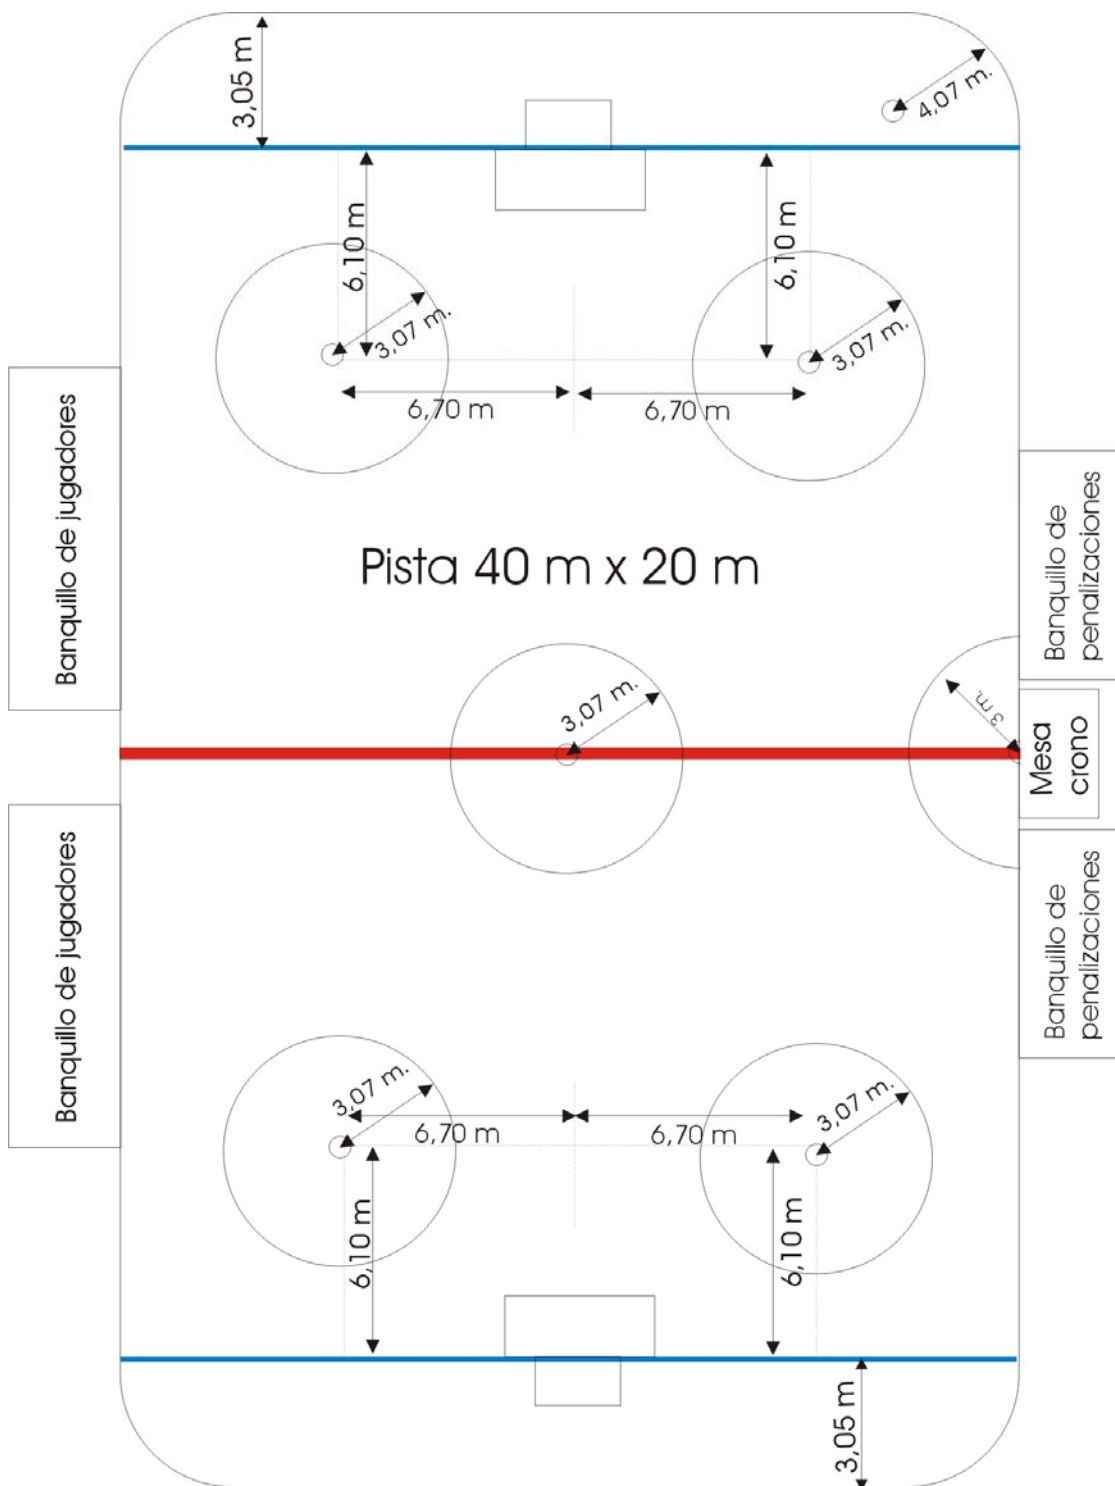 3,05 m
4,07 m.
6,10 m
6,10 m
3,07 m.
3,07 m.
6,70 m
6,70 m
Banquillo de jugadores
Banquillo de
penalizaciones
Pista 40 m x 20 m
3,07 m.
3 m.
Mesa
crono
Banquillo de jugadores
Banquillo de
penalizaciones
3,07 m.
3,07 m.
6,70 m
6,70 m
6,10 m
6,10 m
3,05 m